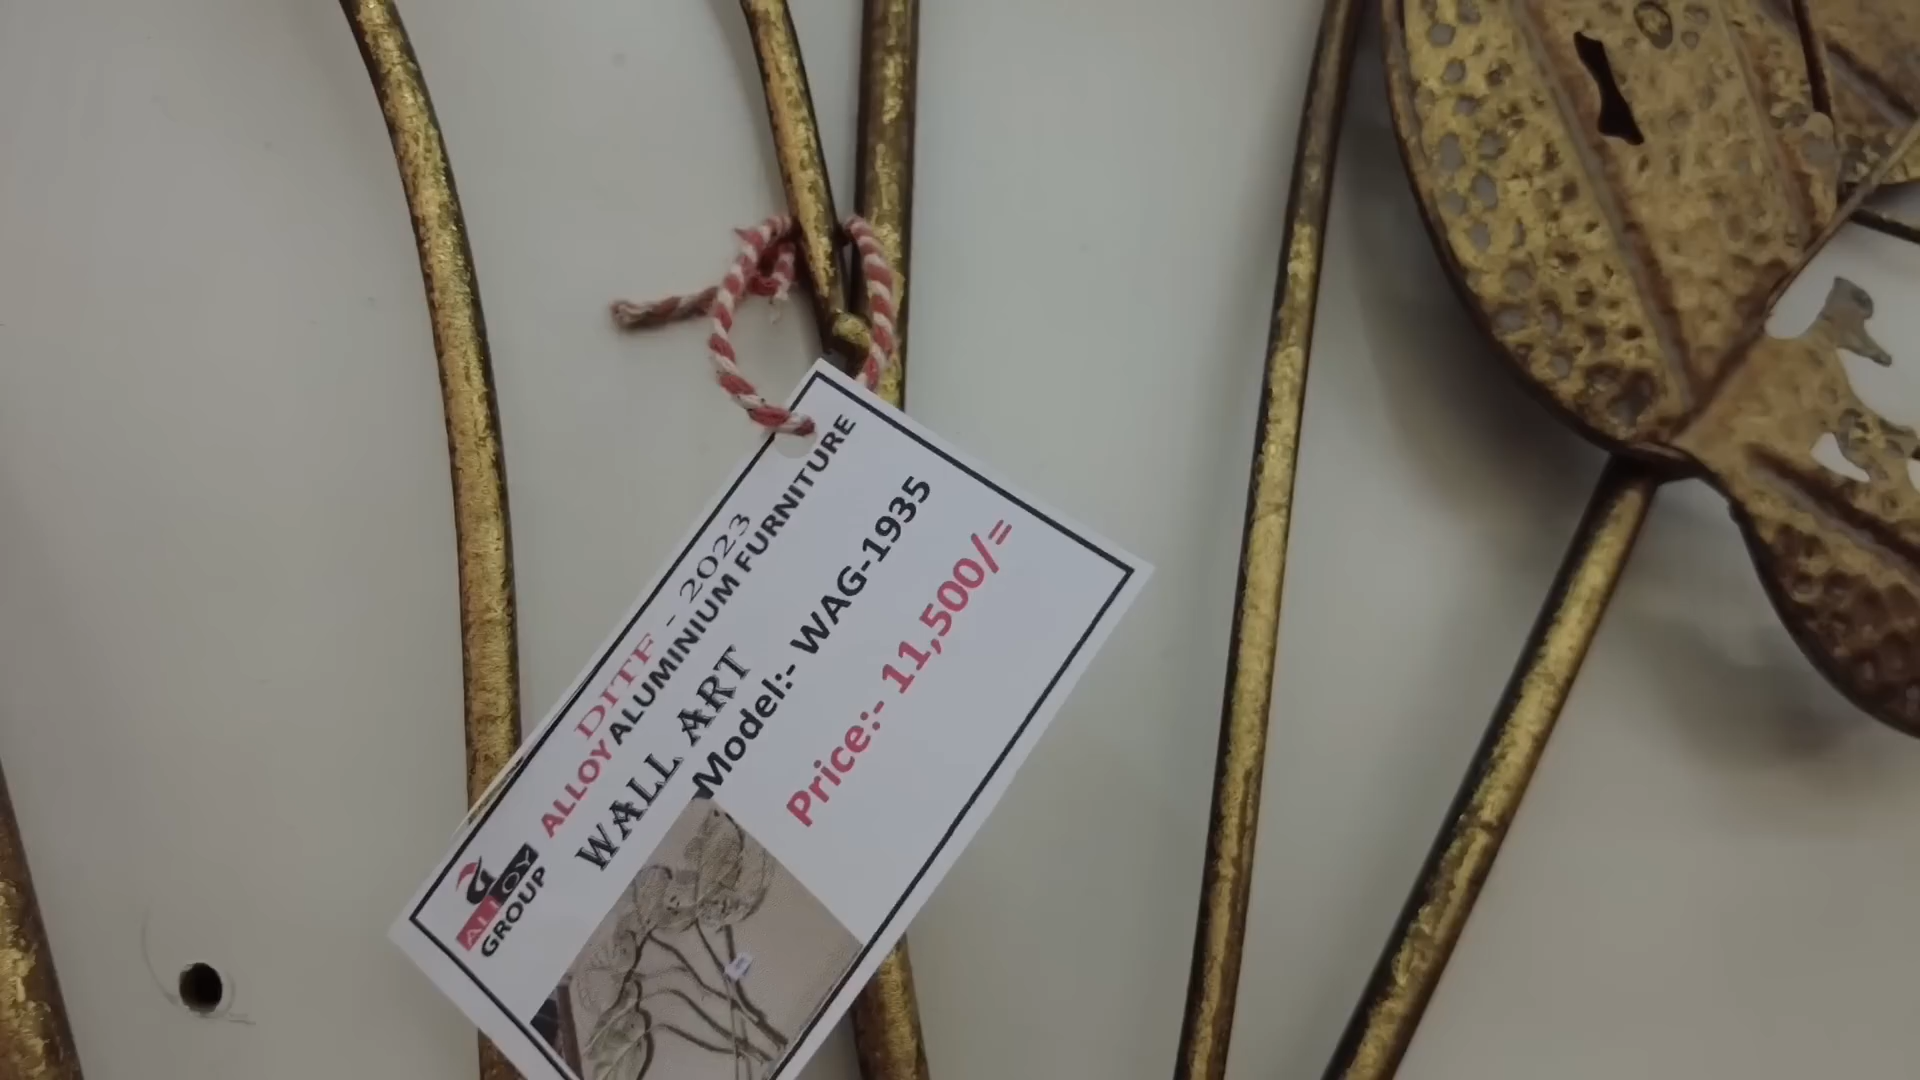 DITF - 2023
ALLOY ALUMINIUM FURNITURE
WALL ART
Model:- WAG-1935
Price:- 11,500/=
ALLOY
GROUP